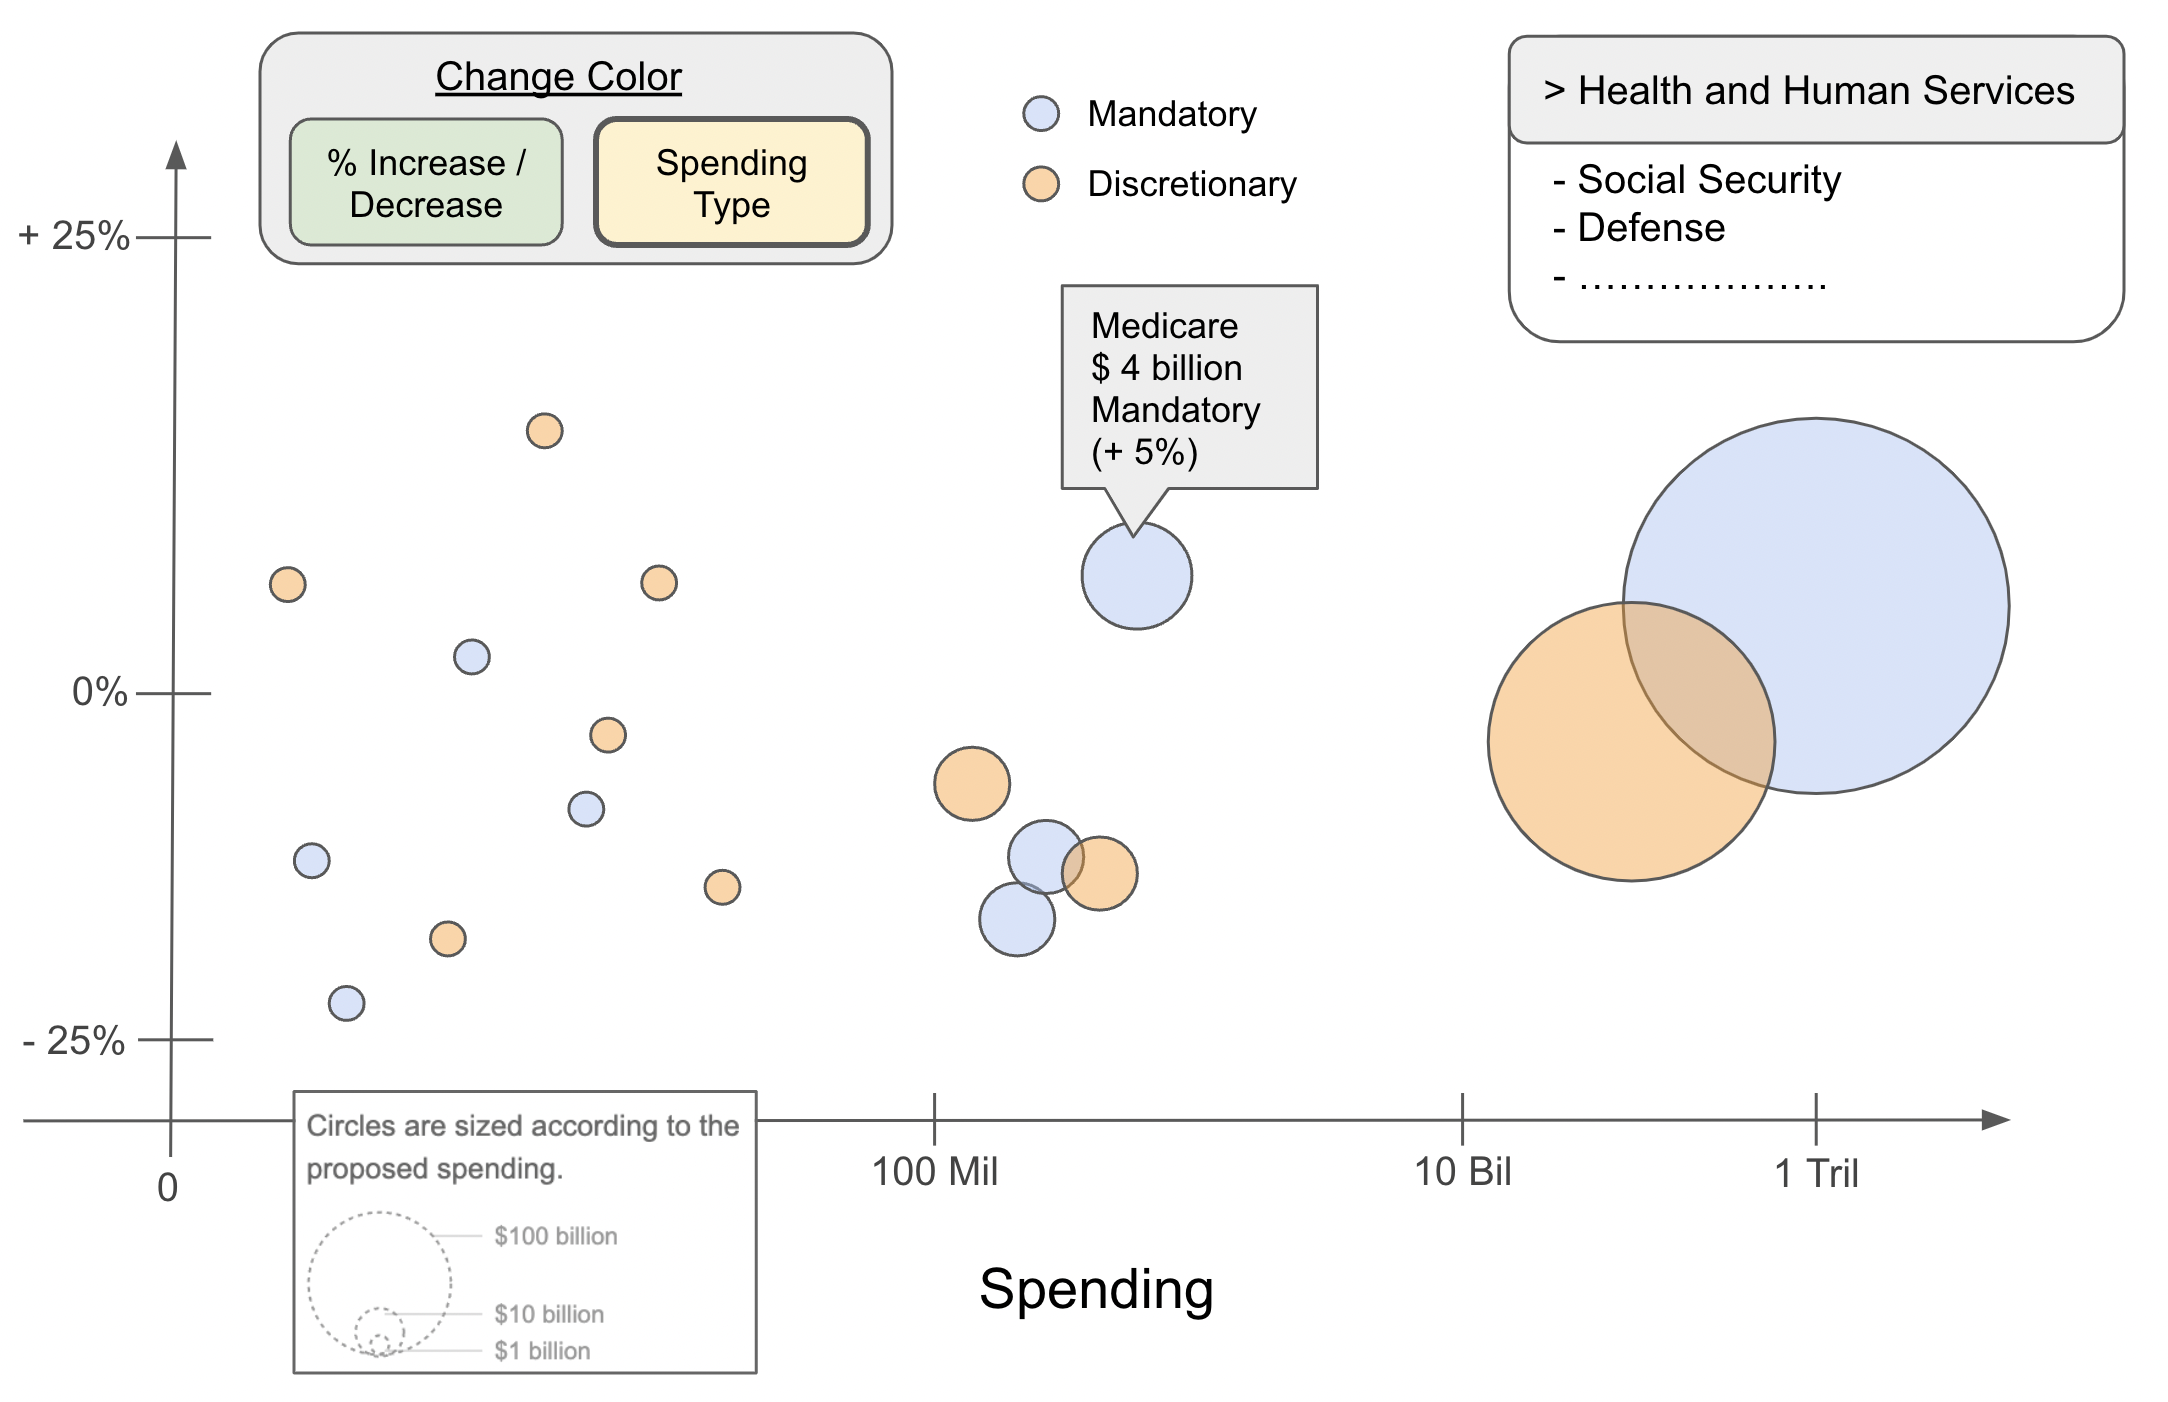 Change Color
% Increase /
Decrease
Spending
Type
Mandatory
Discretionary
> Health and Human Services
- Social Security
- Defense
- ...................
+ 25%
0%
- 25%
Medicare
$ 4 billion
Mandatory
(+ 5%)
0
100 Mil
10 Bil
1 Tril
Spending
Circles are sized according to the
proposed spending.
$100 billion
$10 billion
$1 billion